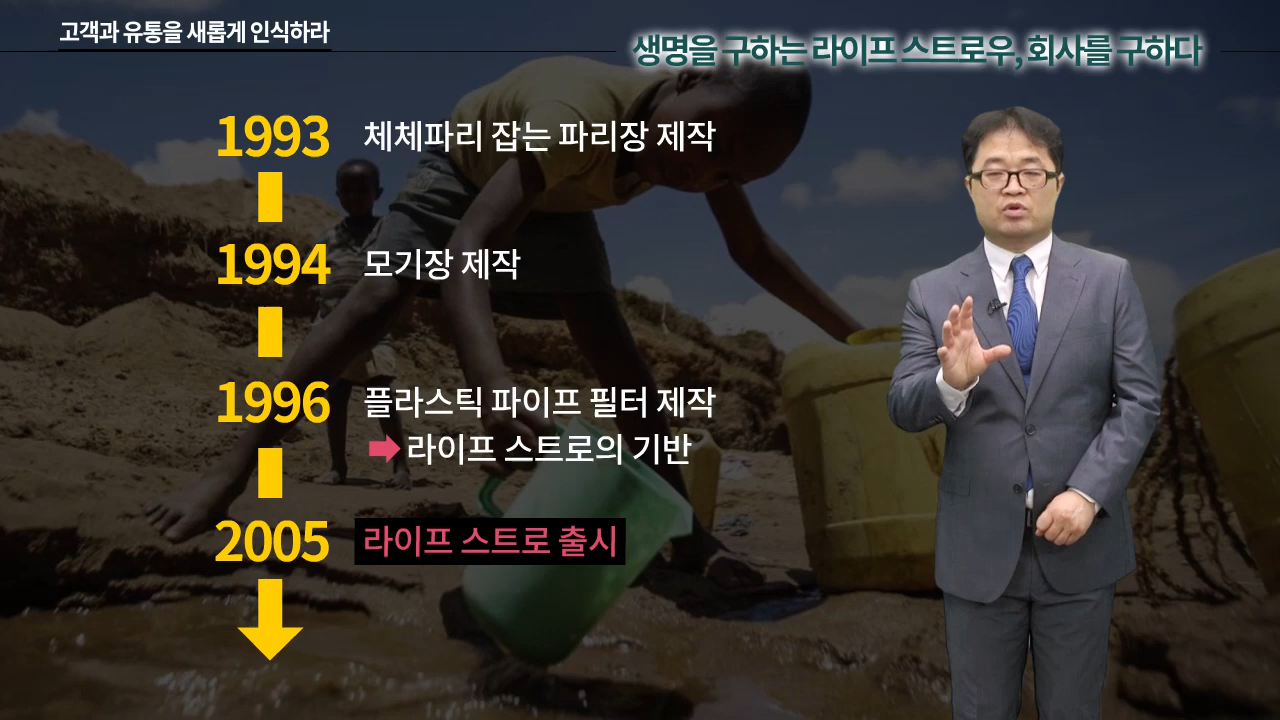 고객과 유통을 새롭게 인식하라
생명을 구하는 라이프 스트로우, 회사를 구하다
1993 체체파리 잡는 파리장 제작
1994 모기장 제작
1996 플라스틱 파이프 필터 제작
라이프 스트로의 기반
2005 라이프 스트로 출시